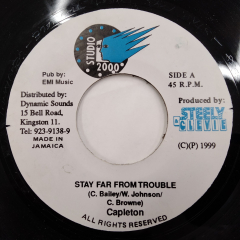 STUDIO
2000
Pub by:
EMI Music
SIDE A
45 R.P.M.
Distributed by:
Dynamic Sounds
15 Bell Road,
Kingston 11.
Tel: 923-9138-9
MADE IN
JAMAICA
Produced by:
STEELY
& CLEVIE
(C)(P) 1999
STAY FAR FROM TROUBLE
(C. Bailey/W. Johnson/
C. Browne)
Capleton
ALL RIGHTS RESERVED